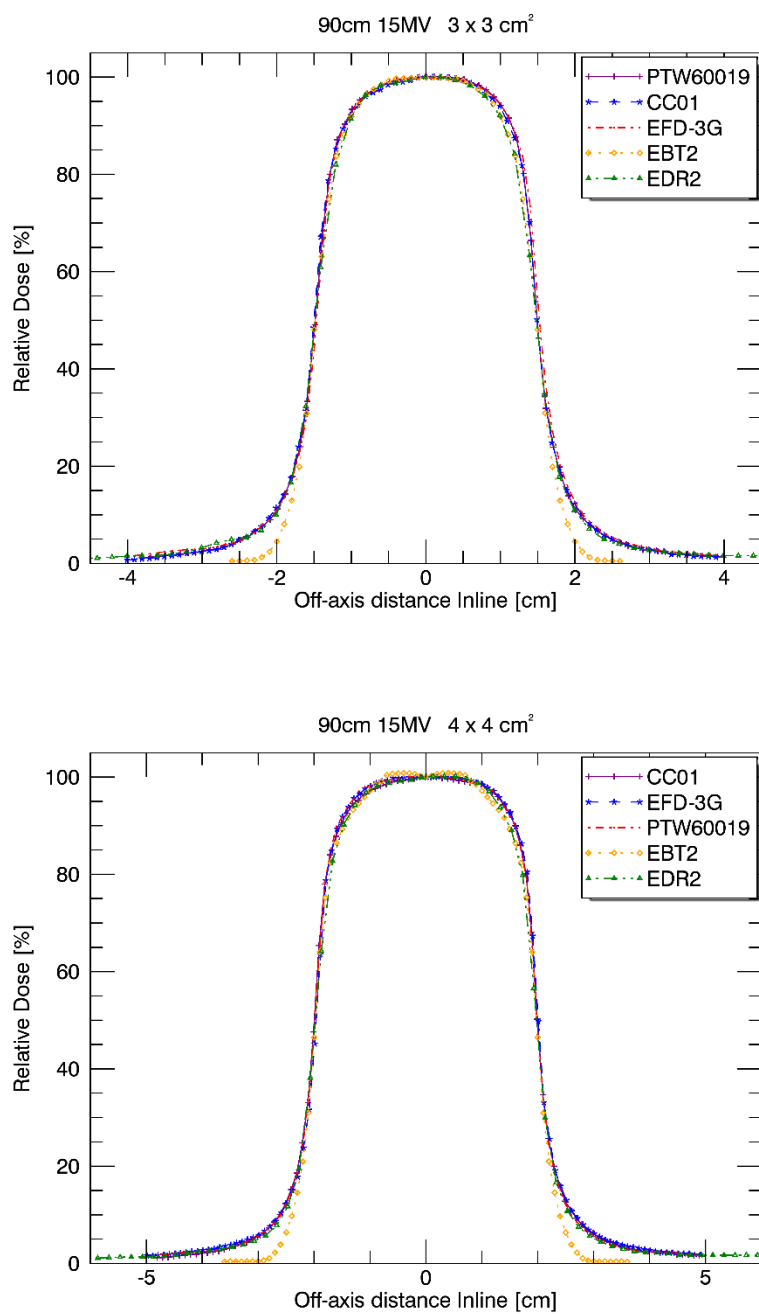 90cm 15MV 3 x 3 cm²
PTW60019
CC01
EFD-3G
EBT2
EDR2
100
80
60
40
20
0
Relative Dose [%]
-4 -2 0 2 4
Off-axis distance Inline [cm]
90cm 15MV 4 x 4 cm²
CC01
EFD-3G
PTW60019
EBT2
EDR2
100
80
60
40
20
0
Relative Dose [%]
-5 0 5
Off-axis distance Inline [cm]